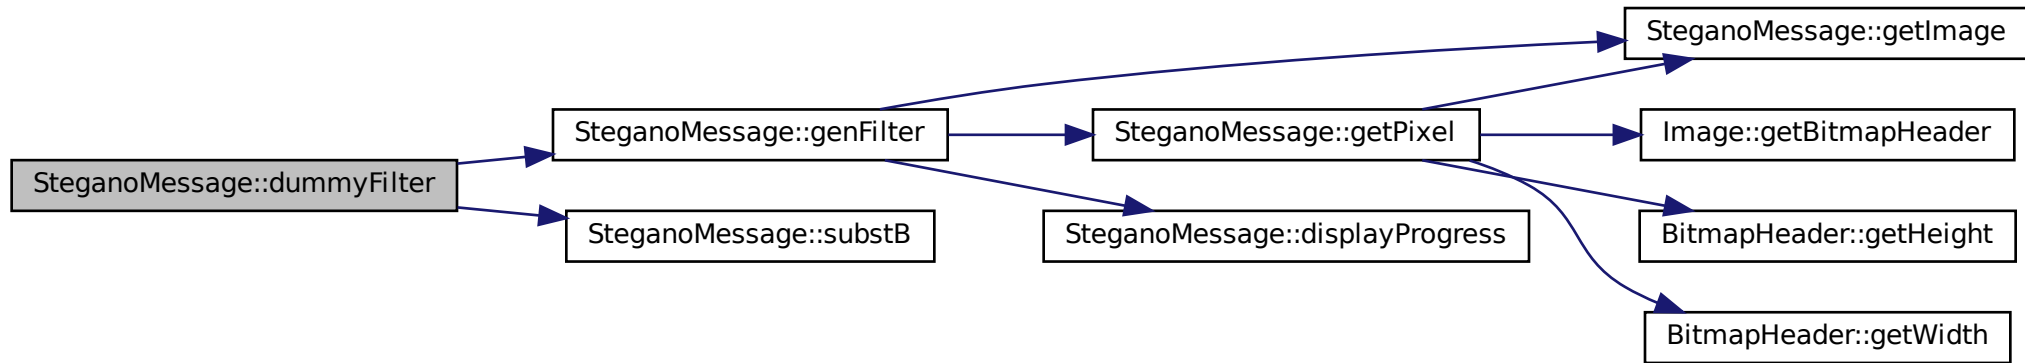 SteganoMessage::dummyFilter
SteganoMessage::genFilter
SteganoMessage::substB
SteganoMessage::getPixel
SteganoMessage::displayProgress
SteganoMessage::getImage
Image::getBitmapHeader
BitmapHeader::getHeight
BitmapHeader::getWidth